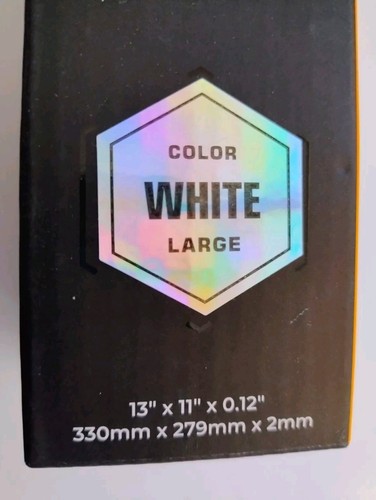 COLOR
WHITE
LARGE
13" x 11" x 0.12"
330mm x 279mm x 2mm